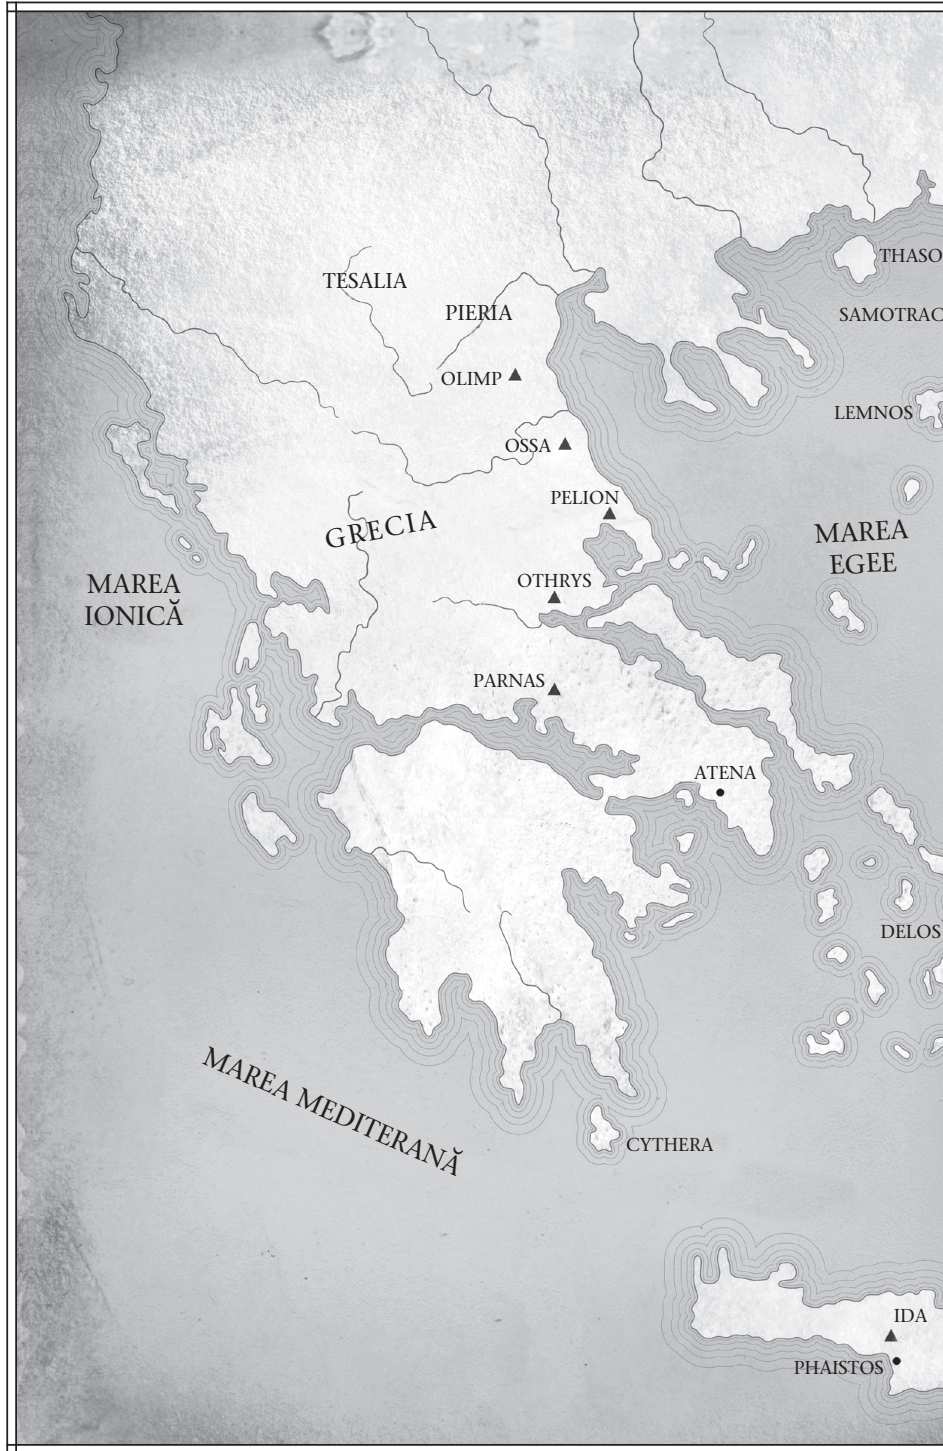 THASO
TESALIA
PIERIA
SAMOTRAC
OLIMP
LEMNOS
OSSA
PELION
GRECIA
MAREA
EGEE
MAREA
IONICĂ
OTHRYS
PARNAS
ATENA
DELOS
MAREA MEDITERANĂ
CYTHERA
IDA
PHAISTOS